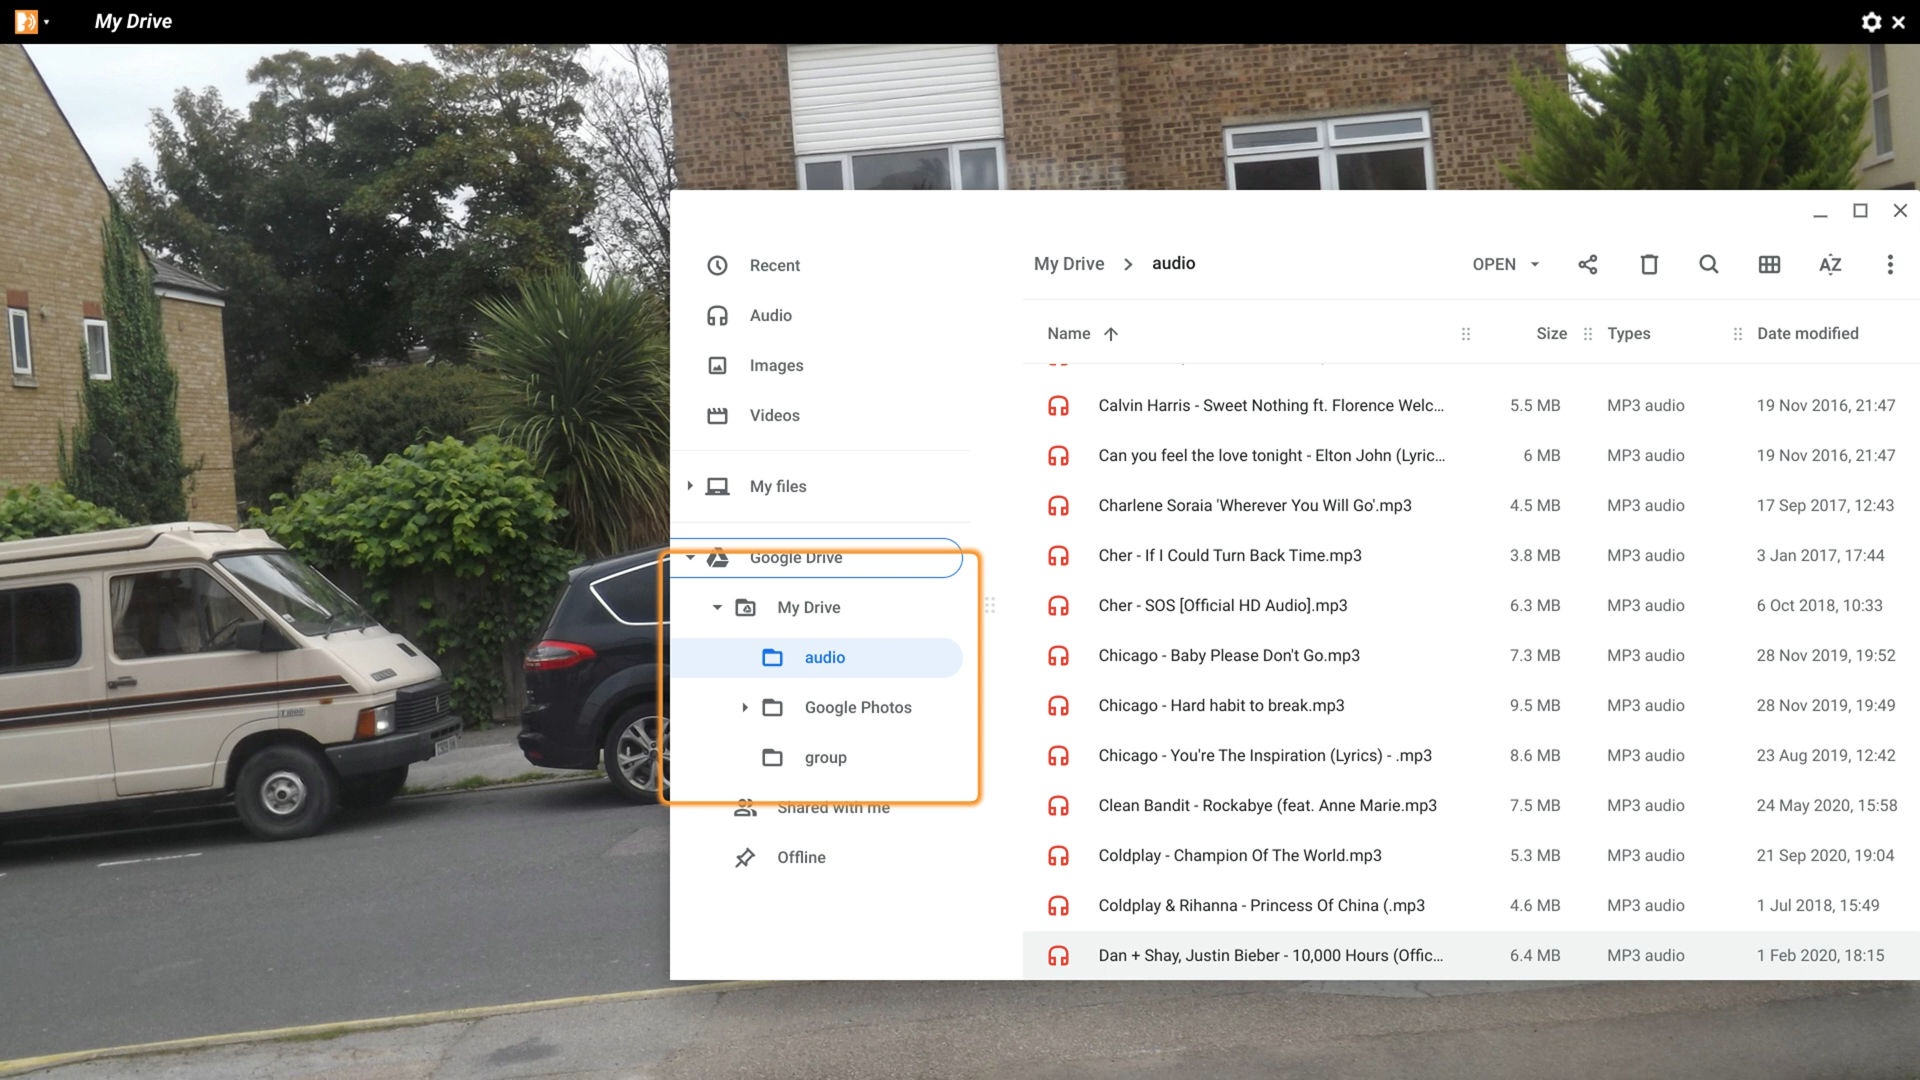 My Drive
Recent
Audio
Images
Videos
My files
Google Drive
My Drive
audio
Google Photos
group
Shared with me
Offline
My Drive > audio
OPEN
AZ
Name Size Types Date modified
Calvin Harris - Sweet Nothing ft. Florence Welc... 5.5 MB MP3 audio 19 Nov 2016, 21:47
Can you feel the love tonight - Elton John (Lyric... 6 MB MP3 audio 19 Nov 2016, 21:47
Charlene Soraia 'Wherever You Will Go'.mp3 4.5 MB MP3 audio 17 Sep 2017, 12:43
Cher - If I Could Turn Back Time.mp3 3.8 MB MP3 audio 3 Jan 2017, 17:44
Cher - SOS [Official HD Audio].mp3 6.3 MB MP3 audio 6 Oct 2018, 10:33
Chicago - Baby Please Don't Go.mp3 7.3 MB MP3 audio 28 Nov 2019, 19:52
Chicago - Hard habit to break.mp3 9.5 MB MP3 audio 28 Nov 2019, 19:49
Chicago - You're The Inspiration (Lyrics) - .mp3 8.6 MB MP3 audio 23 Aug 2019, 12:42
Clean Bandit - Rockabye (feat. Anne Marie.mp3 7.5 MB MP3 audio 24 May 2020, 15:58
Coldplay - Champion Of The World.mp3 5.3 MB MP3 audio 21 Sep 2020, 19:04
Coldplay & Rihanna - Princess Of China (.mp3 4.6 MB MP3 audio 1 Jul 2018, 15:49
Dan + Shay, Justin Bieber - 10,000 Hours (Offic... 6.4 MB MP3 audio 1 Feb 2020, 18:15